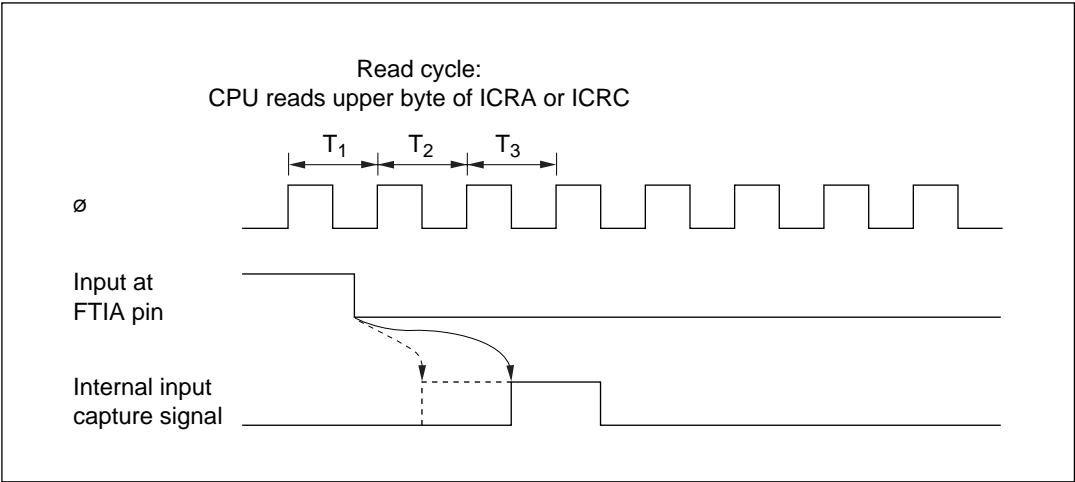 Read cycle:
CPU reads upper byte of ICRA or ICRC
T₁ T₂ T₃
ø
Input at
FTIA pin
Internal input
capture signal